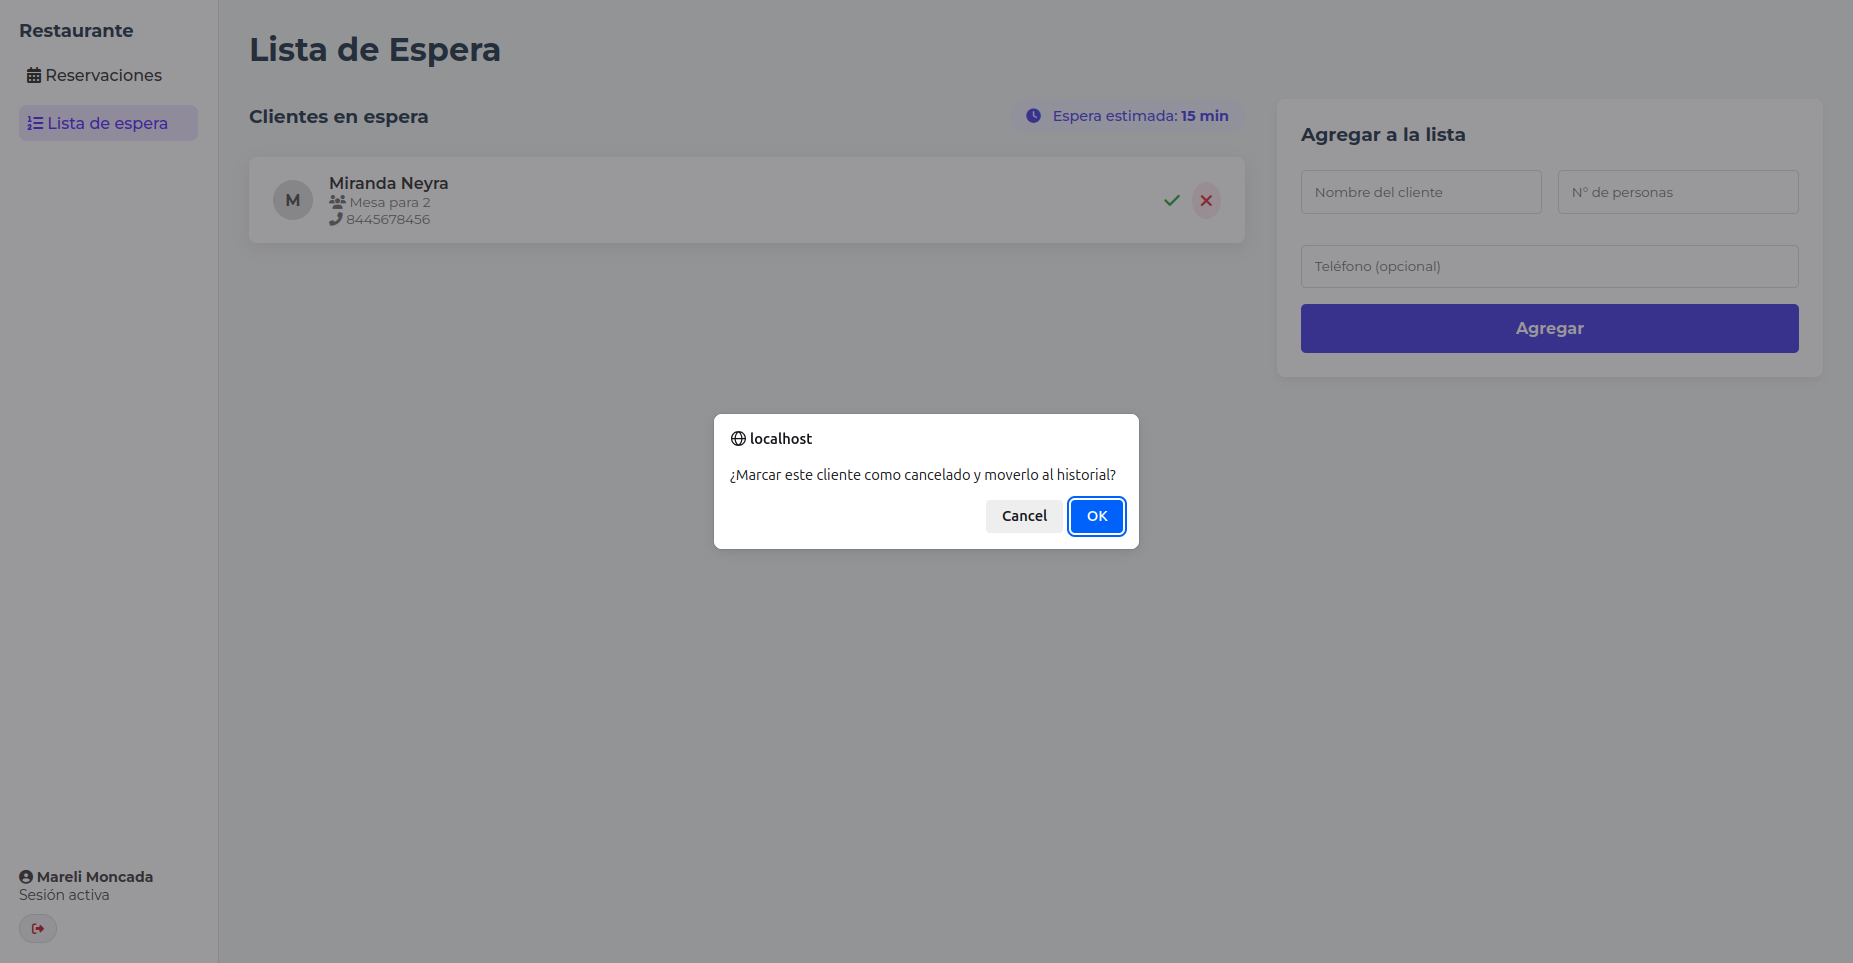 Restaurante
Reservaciones
Lista de espera
Lista de Espera
Clientes en espera
Espera estimada: 15 min
M
Miranda Neyra
Mesa para 2
8445678456
Agregar a la lista
Nombre del cliente
N° de personas
Teléfono (opcional)
Agregar
localhost
¿Marcar este cliente como cancelado y moverlo al historial?
Cancel
OK
Mareli Moncada
Sesión activa